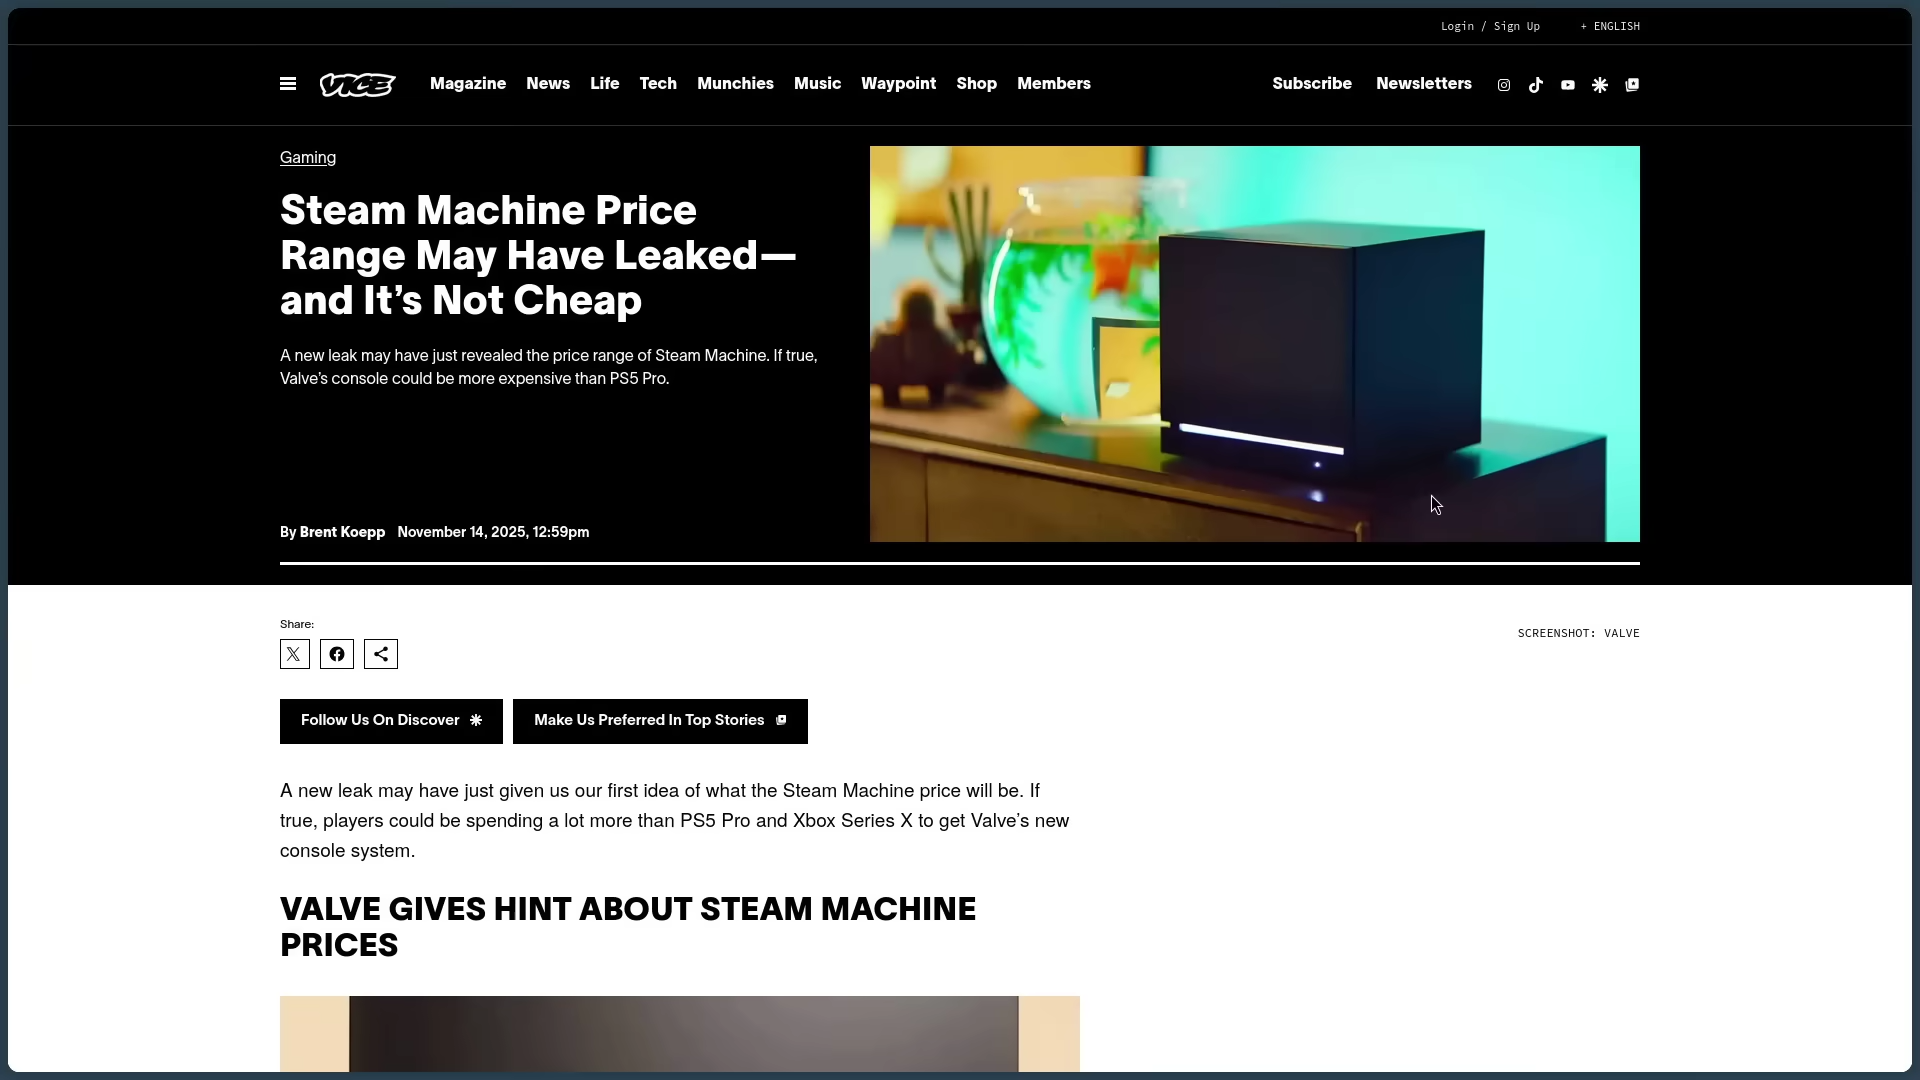 Login / Sign Up + ENGLISH
VICE Magazine News Life Tech Munchies Music Waypoint Shop Members Subscribe Newsletters
Gaming
Steam Machine Price
Range May Have Leaked—
and It’s Not Cheap
A new leak may have just revealed the price range of Steam Machine. If true,
Valve’s console could be more expensive than PS5 Pro.
By Brent Koepp November 14, 2025, 12:59pm
Share:
SCREENSHOT: VALVE
Follow Us On Discover Make Us Preferred In Top Stories
A new leak may have just given us our first idea of what the Steam Machine price will be. If
true, players could be spending a lot more than PS5 Pro and Xbox Series X to get Valve’s new
console system.
VALVE GIVES HINT ABOUT STEAM MACHINE
PRICES